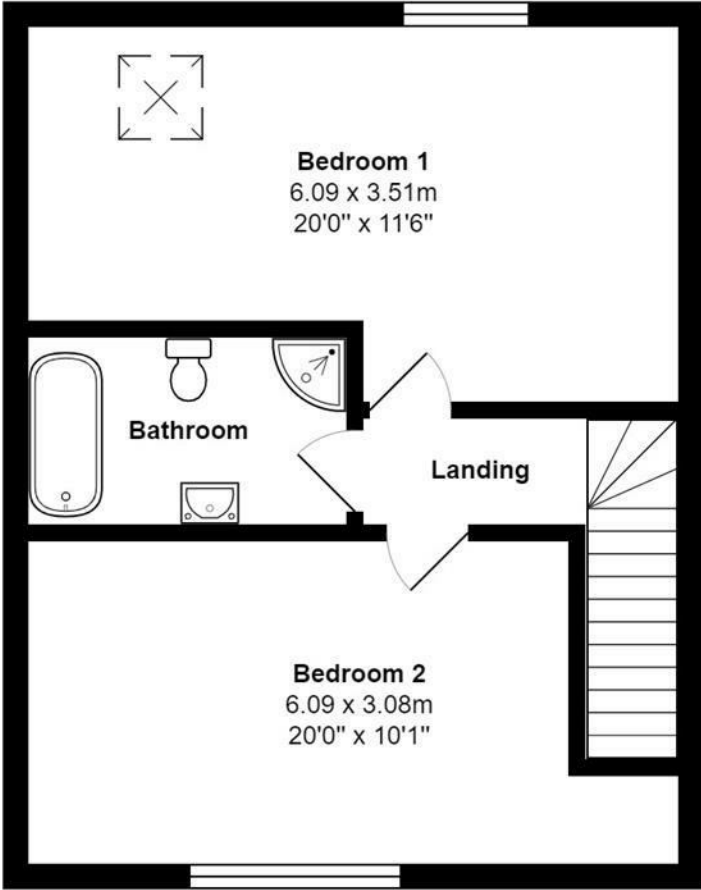 Bedroom 1
6.09 x 3.51m
20'0" x 11'6"
Bathroom
Landing
Bedroom 2
6.09 x 3.08m
20'0" x 10'1"